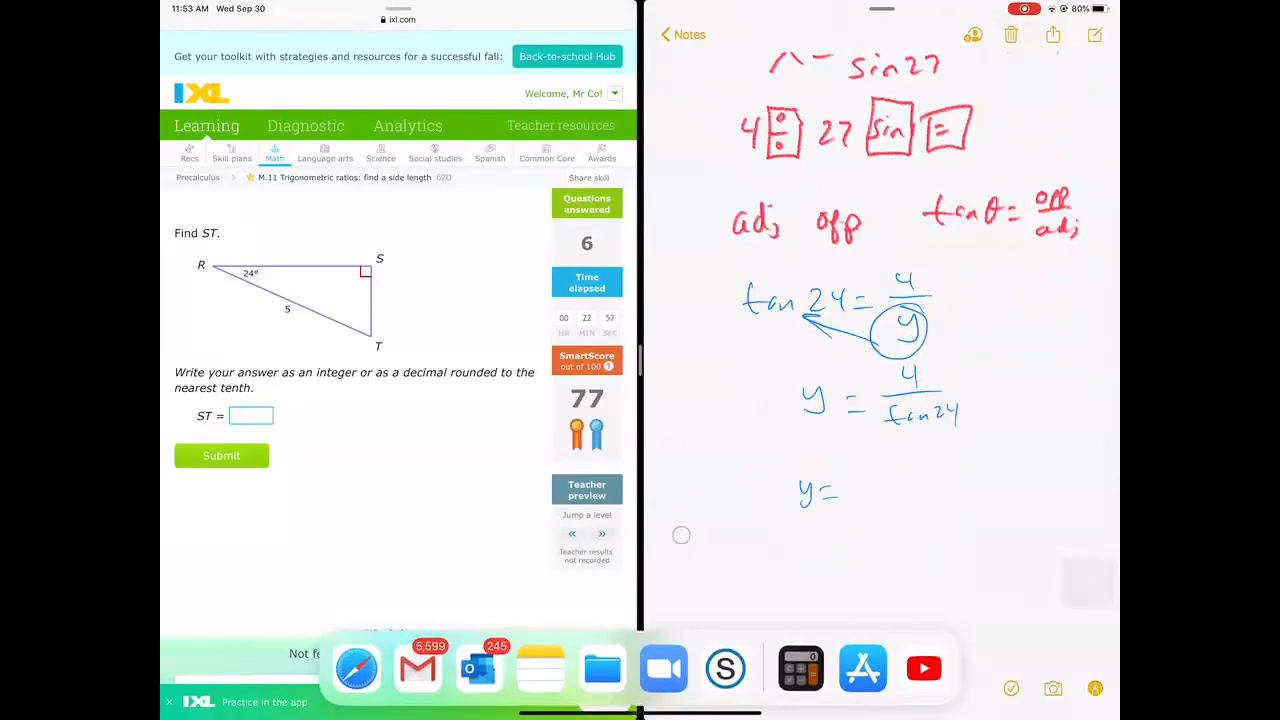 11:53 AM Wed Sep 30
ixl.com
Get your toolkit with strategies and resources for a successful fall:
Back-to-school Hub
IXL
Welcome, Mr Co!
Learning Diagnostic Analytics Teacher resources
Recs Skill plans Math Language arts Science Social studies Spanish Common Core Awards
Precalculus > M.11 Trigonometric ratios: find a side length 62D
Share skill
Find ST.
R
24°
S
5
T
Write your answer as an integer or as a decimal rounded to the
nearest tenth.
ST =
Submit
Questions
answered
6
Time
elapsed
00 22 57
HR MIN SEC
SmartScore
out of 100 ?
77
Teacher
preview
Jump a level
<< >>
Teacher results
not recorded
Not fe
× IXL Practice in the app
80%
Notes
sin27
4 ÷ 27 sin =
adj opp tan θ = opp/adj
tan 24 = 4/y
y = 4/tan24
y =
5,599
245
S
0